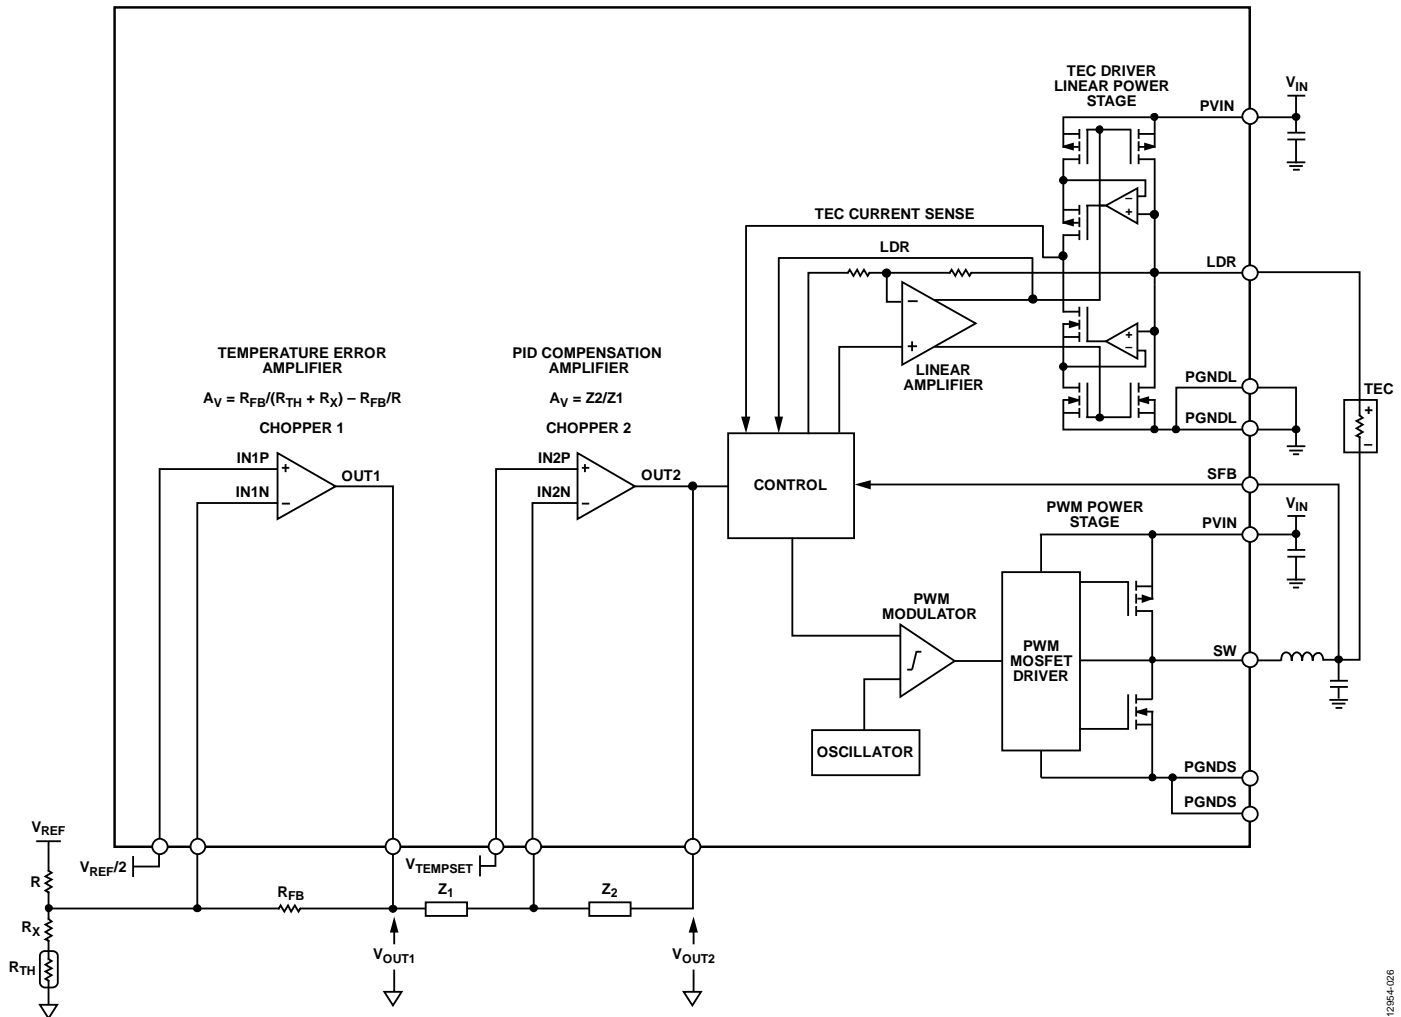 TEC DRIVER
LINEAR POWER
STAGE
VIN
PVIN
TEC CURRENT SENSE
LDR
LDR
LINEAR
AMPLIFIER
PGNDL
PGNDL
TEC
TEMPERATURE ERROR
AMPLIFIER
AV = RFB/(RTH + RX) – RFB/R
CHOPPER 1
PID COMPENSATION
AMPLIFIER
AV = Z2/Z1
CHOPPER 2
IN1P
IN1N
OUT1
IN2P
IN2N
OUT2
CONTROL
SFB
PWM POWER
STAGE
VIN
PVIN
PWM
MODULATOR
PWM
MOSFET
DRIVER
SW
OSCILLATOR
PGNDS
PGNDS
VREF
VREF/2
VTEMPSET
R
RFB
Z1
Z2
RX
RTH
VOUT1
VOUT2
12954-026